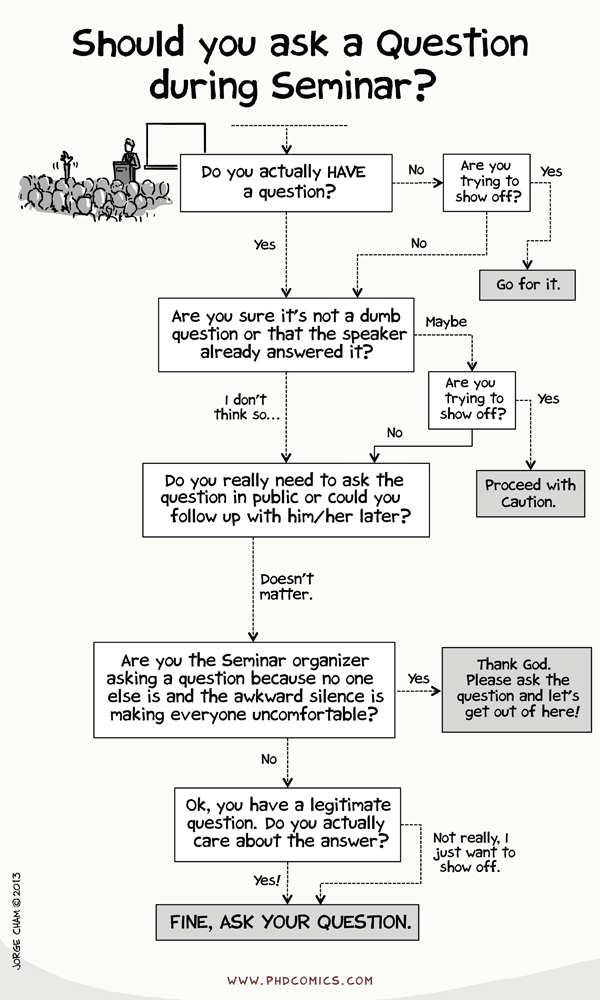 Should you ask a Question
during Seminar?
Do you actually HAVE
a question?
No
Are you
trying to
show off?
Yes
Go for it.
No
Yes
Are you sure it's not a dumb
question or that the speaker
already answered it?
Maybe
Are you
trying to
show off?
Yes
Proceed with
Caution.
No
I don't
think so...
Do you really need to ask the
question in public or could you
follow up with him/her later?
Doesn't
matter.
Are you the Seminar organizer
asking a question because no one
else is and the awkward silence is
making everyone uncomfortable?
Yes
Thank God.
Please ask the
question and let's
get out of here!
No
Ok, you have a legitimate
question. Do you actually
care about the answer?
Not really, I
just want to
show off.
Yes!
FINE, ASK YOUR QUESTION.
JORGE CHAM © 2013
WWW.PHDCOMICS.COM